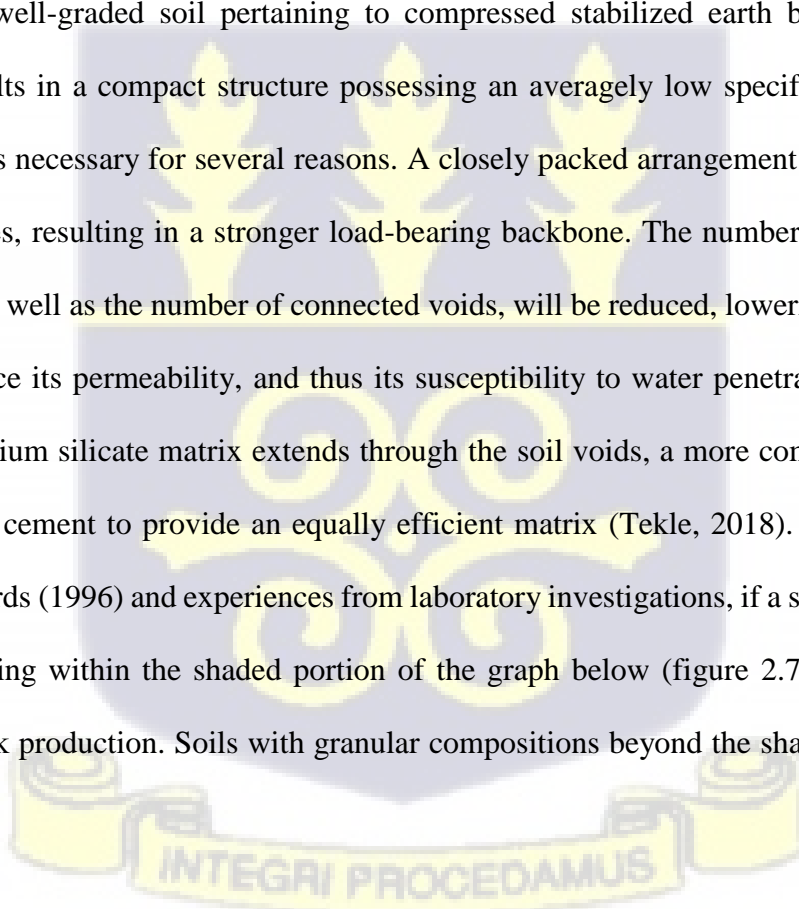 well-graded soil pertaining to compressed stabilized earth b
lts in a compact structure possessing an averagely low specif
s necessary for several reasons. A closely packed arrangement
es, resulting in a stronger load-bearing backbone. The number
well as the number of connected voids, will be reduced, lower
ce its permeability, and thus its susceptibility to water penetra
ium silicate matrix extends through the soil voids, a more con
cement to provide an equally efficient matrix (Tekle, 2018).
rds (1996) and experiences from laboratory investigations, if a s
ing within the shaded portion of the graph below (figure 2.7
k production. Soils with granular compositions beyond the sha
INTEGRI PROCEDAMUS